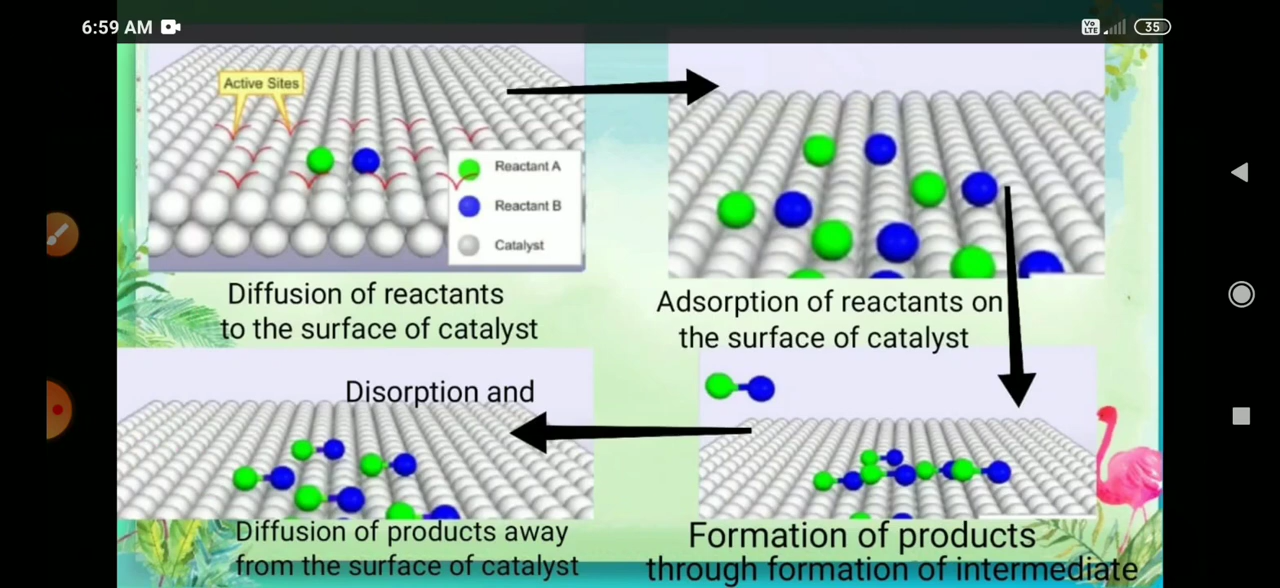 6:59 AM
Vo
LTE
35
Active Sites
Reactant A
Reactant B
Catalyst
Diffusion of reactants
to the surface of catalyst
Adsorption of reactants on
the surface of catalyst
Disorption and
Diffusion of products away
from the surface of catalyst
Formation of products
through formation of intermediate